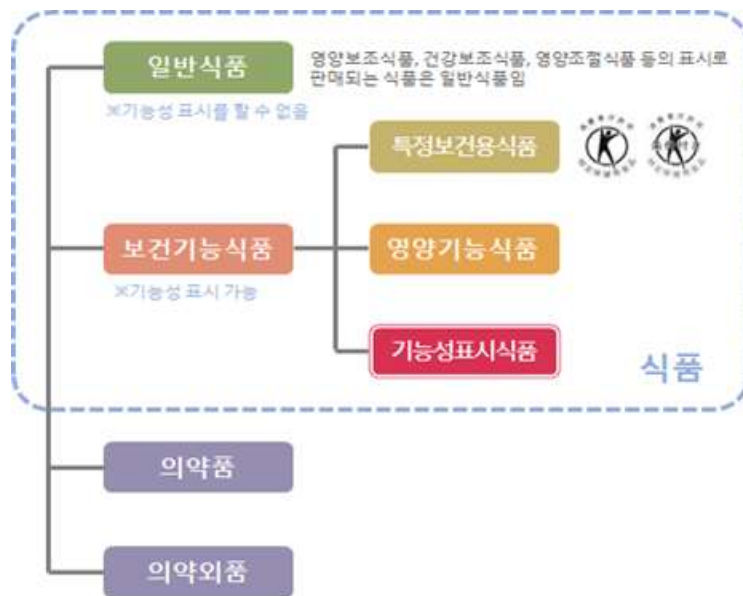 일반식품
영양보조식품, 건강보조식품, 영양조절식품 등의 표시로
판매되는 식품은 일반식품임
※기능성 표시를 할 수 없음
특정보건용식품
보건기능식품
영양기능식품
※기능성 표시 가능
기능성표시식품
식품
의약품
의약외품